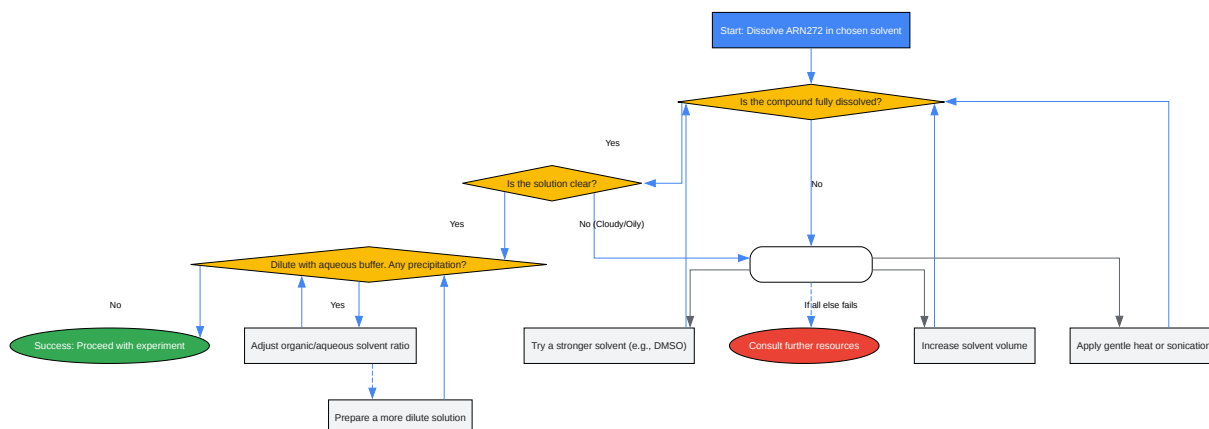 Start: Dissolve ARN272 in chosen solvent
Is the compound fully dissolved?
Yes
Is the solution clear?
No
Yes
No (Cloudy/Oily)
Dilute with aqueous buffer. Any precipitation?
No
Yes
If all else fails
Success: Proceed with experiment
Adjust organic/aqueous solvent ratio
Try a stronger solvent (e.g., DMSO)
Consult further resources
Increase solvent volume
Apply gentle heat or sonication
Prepare a more dilute solution